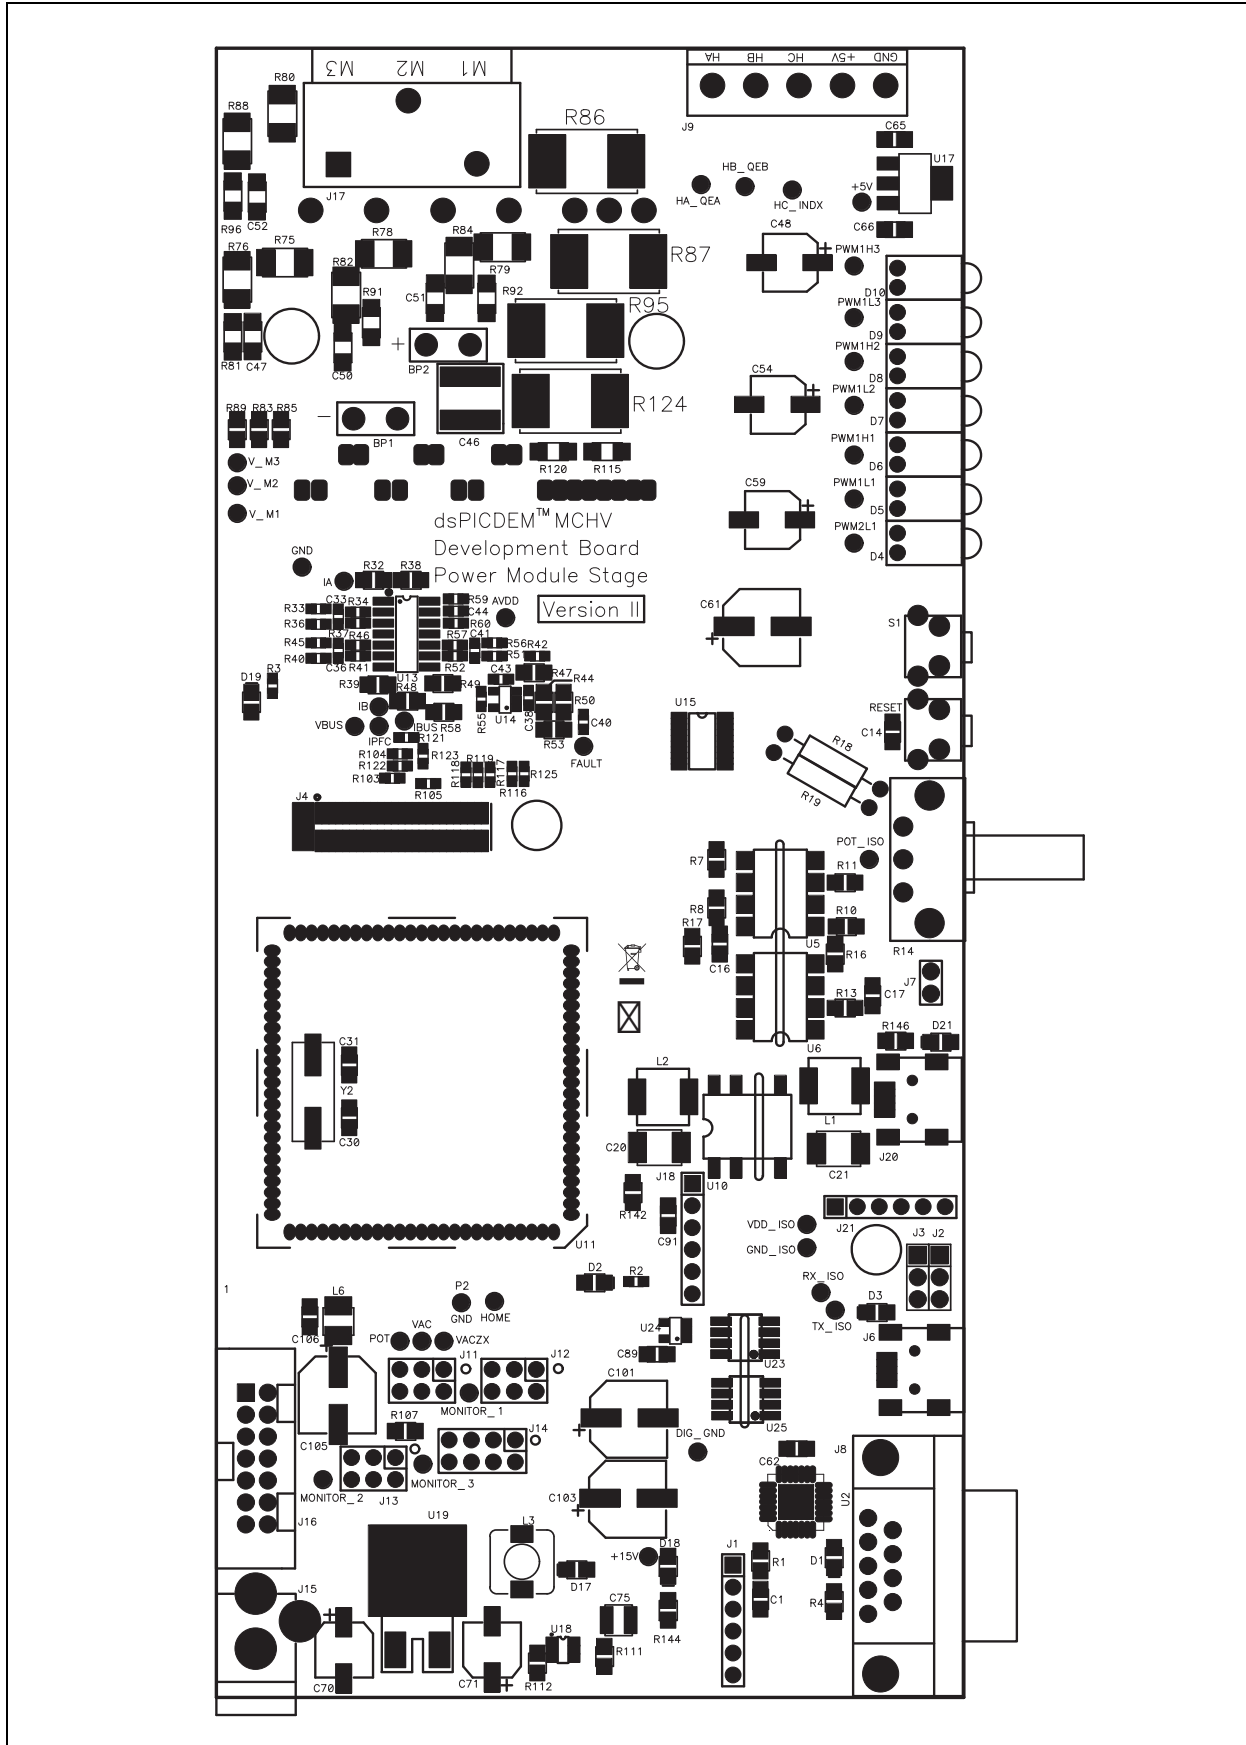 M3 M2 M1
HA HB HC +5V GND
R80
R88
J9
R86
C65
U17
HB_QEB
+5V
J17
HA_QEA
HC_INDX
R96 C52
C48
C66
R76 R75 R78 R84
PWM1H3
R87
R82
R79
R91
C51
R92
D10
R95
PWM1L3
+
D9
R81 C47
C50
BP2
PWM1H2
D8
C54
PWM1L2
R89 R83 R85
-
R124
D7
BP1
C46
PWM1H1
V_M3
R120 R115
D6
V_M2
C59
PWM1L1
V_M1
D5
dsPICDEM™ MCHV
Development Board
Power Module Stage
Version II
PWM2L1
D4
GND
IA
R32 R38
R33 C33 R34
R59
AVDD
C61
R36
C44
S1
R37
R60
R45
R46
R57 C41
R56 R42
R40 C36 R41
R52
R51
U13
D19 R3
R39 R48
R49
C43
R47
R44
IB
R55
U14
C38
R50
C40
U15
RESET
C14
VBUS
IBUS
R58
IPFC
R121
R53
FAULT
R104
R123
R122
R103
R105
R118
R119
R117
R116
R125
R18
R19
J4
POT_ISO
R7
R11
R8
R17
R10
U5
C16
R16
R14
J7
R13
C17
R146 D21
C31
Y2
C30
L2
U6
L1
C20
J18
C21
J20
R142
U10
C91
J21
VDD_ISO
GND_ISO
J3 J2
U11
D2 R2
RX_ISO
1
L6
P2
GND
HOME
D3
TX_ISO
C106
POT
VAC
VACZX
U24
J6
J11 J12
C89
U23
C101
MONITOR_1
R107
J14
U25
DIG_GND
C105
C62
J8
MONITOR_2
J13
MONITOR_3
C103
U2
J16
U19
L3
+15V
D18
J1
R1
D1
J15
D17
C75
C1
R4
U18
R144
R111
C70
C71
R112